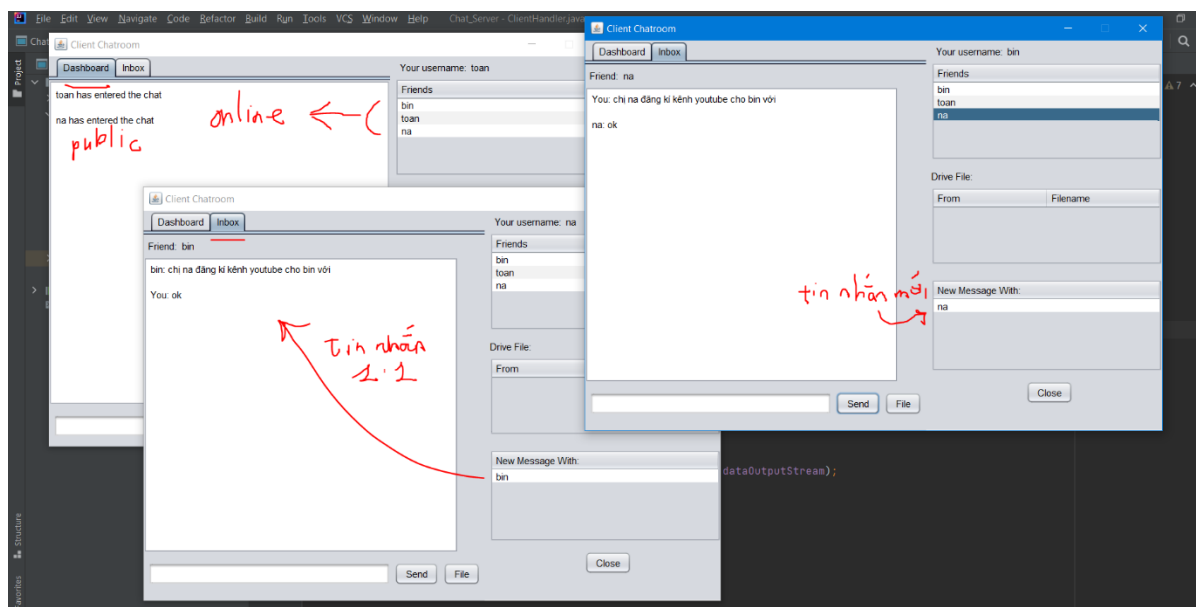 File Edit View Navigate Code Refactor Build Run Tools VCS Window Help Chat_Server - ClientHandler.java
Chat
Project
Structure
Favorites
7
Client Chatroom
Dashboard Inbox
Your username: toan
toan has entered the chat
na has entered the chat
Friends
bin
toan
na
online
public
Client Chatroom
Dashboard Inbox
Your username: bin
Friend: na
You: chị na đăng kí kênh youtube cho bin với
na: ok
Friends
bin
toan
na
Drive File:
From Filename
tin nhắn mới
New Message With:
na
Send File
Close
Client Chatroom
Dashboard Inbox
Your username: na
Friend: bin
bin: chị na đăng kí kênh youtube cho bin với
You: ok
Friends
bin
toan
na
Tin nhắn
1:1
Drive File:
From
New Message With:
bin
Send File
Close
dataOutputStream);